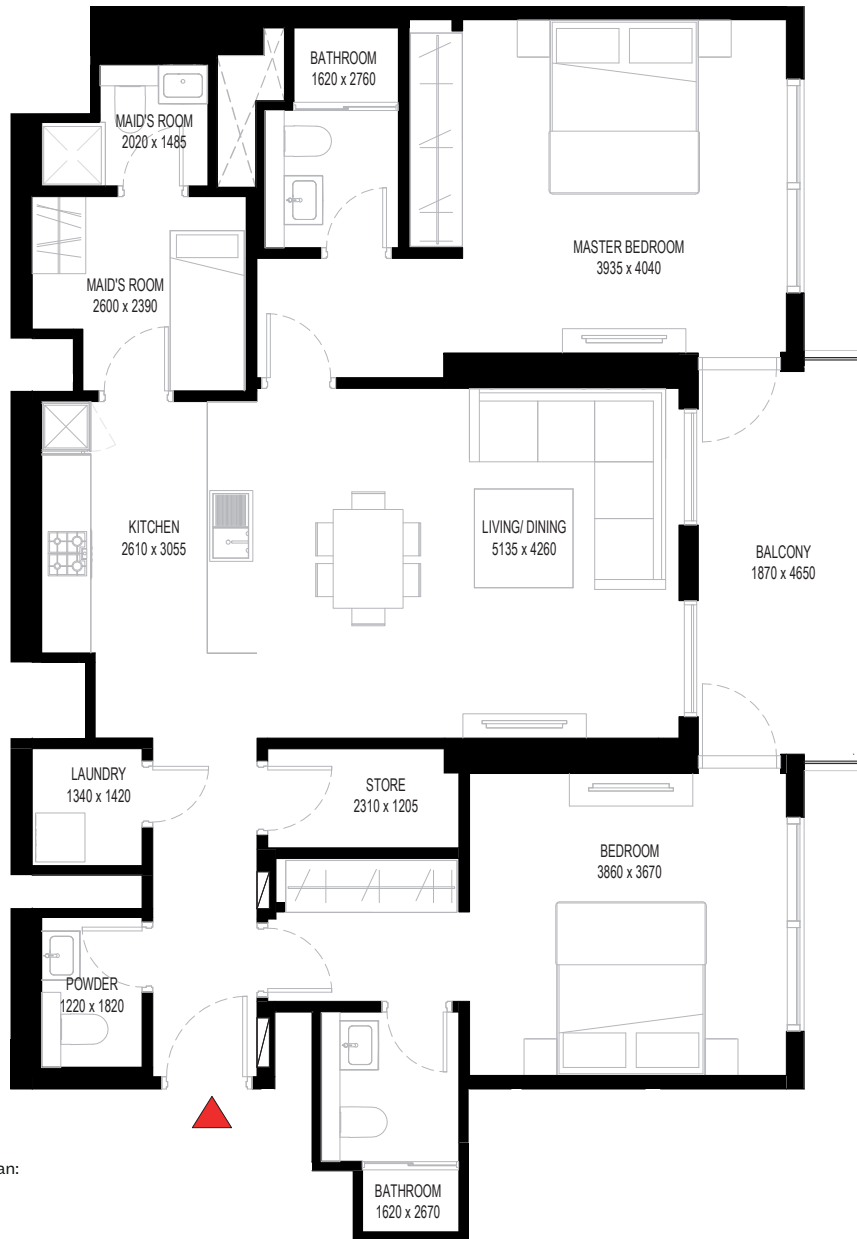 BATHROOM
1620 x 2760
MAID'S ROOM
2020 x 1485
MASTER BEDROOM
3935 x 4040
MAID'S ROOM
2600 x 2390
KITCHEN
2610 x 3055
LIVING/ DINING
5135 x 4260
BALCONY
1870 x 4650
LAUNDRY
1340 x 1420
STORE
2310 x 1205
BEDROOM
3860 x 3670
POWDER
1220 x 1820
an:
BATHROOM
1620 x 2670